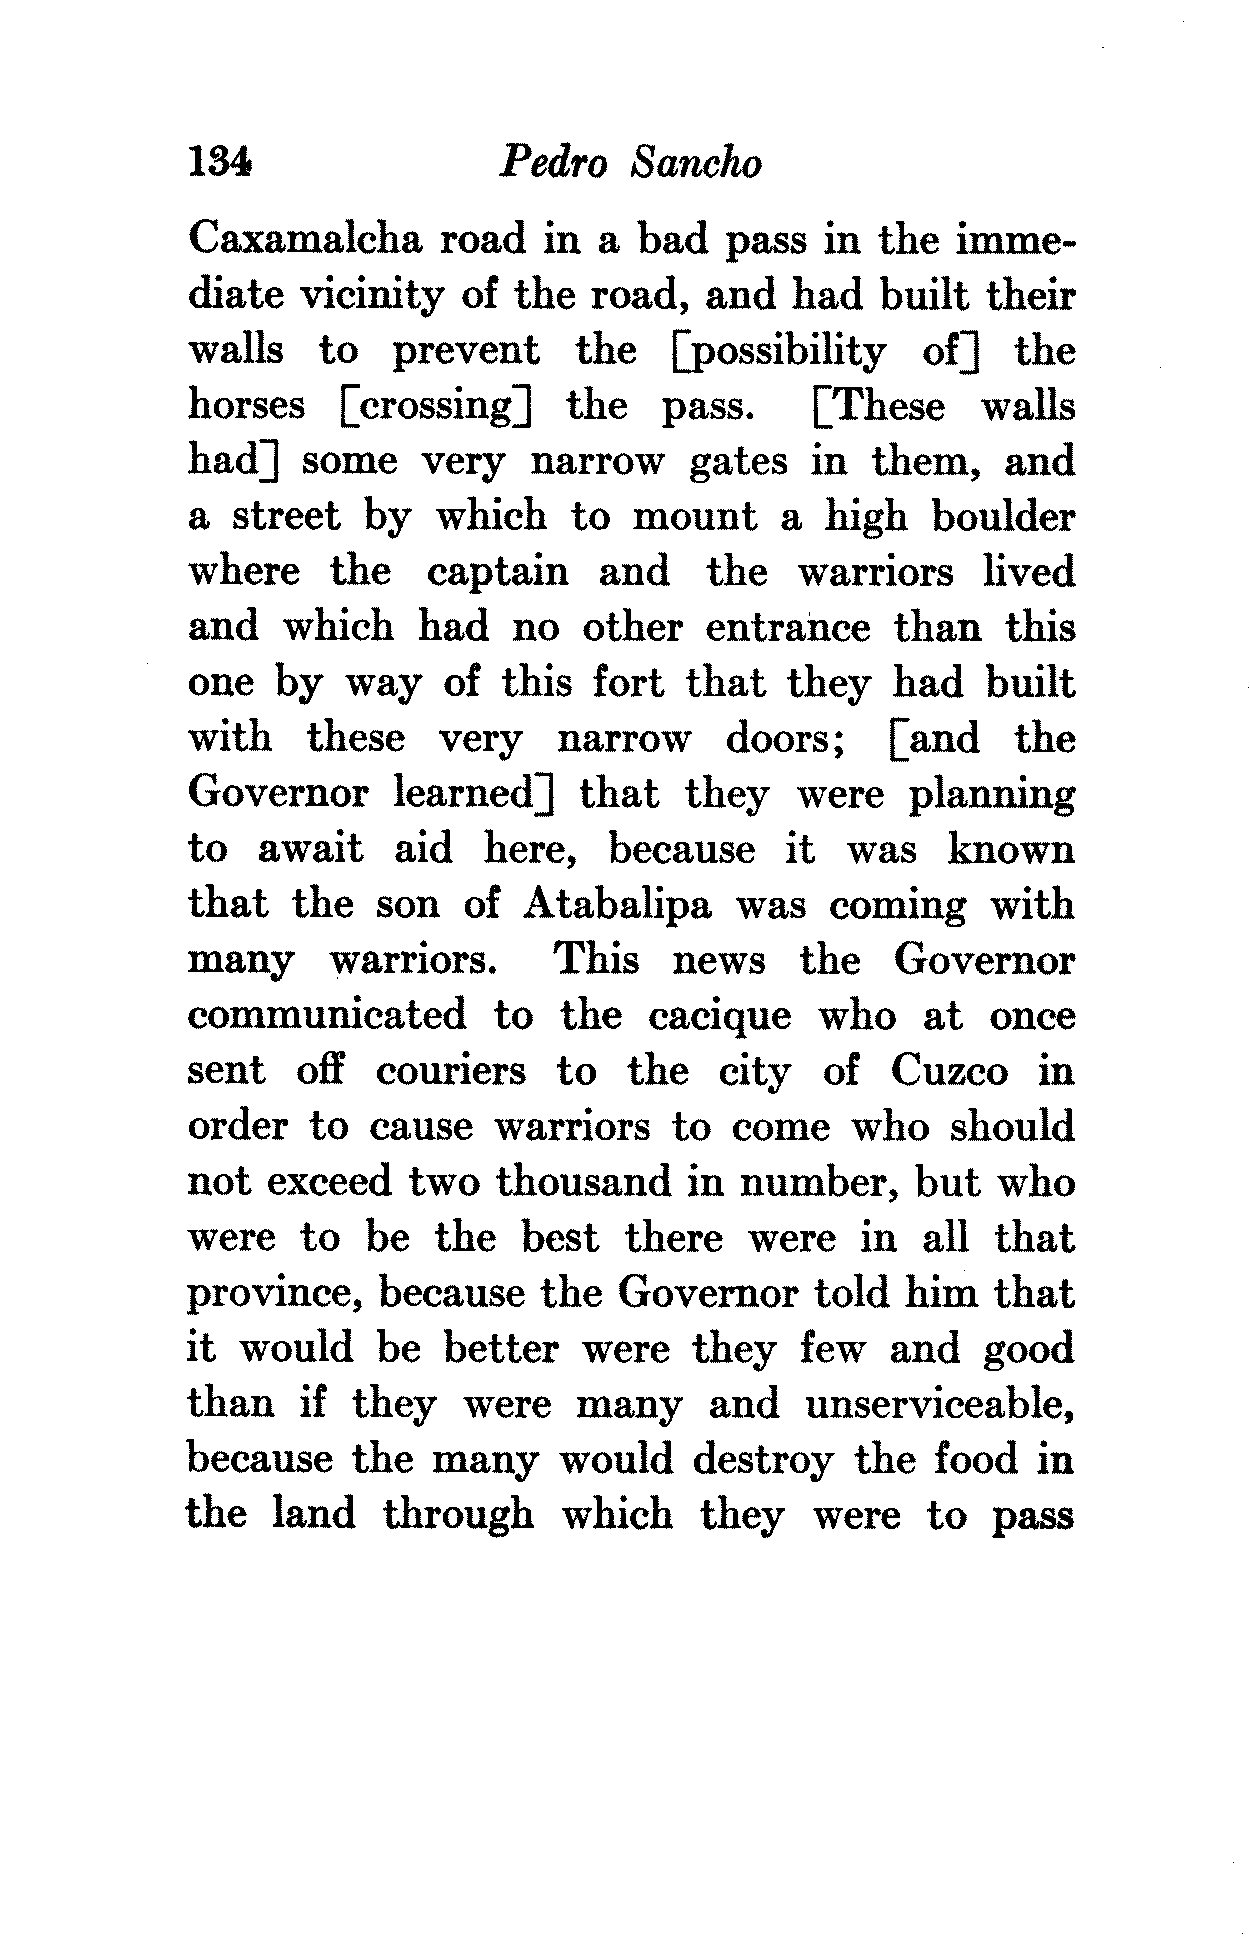 134 Pedro Sancho
Caxamalcha road in a bad pass in the imme-
diate vicinity of the road, and had built their
walls to prevent the [possibility of] the
horses [crossing] the pass. [These walls
had] some very narrow gates in them, and
a street by which to mount a high boulder
where the captain and the warriors lived
and which had no other entrance than this
one by way of this fort that they had built
with these very narrow doors; [and the
Governor learned] that they were planning
to await aid here, because it was known
that the son of Atabalipa was coming with
many warriors. This news the Governor
communicated to the cacique who at once
sent off couriers to the city of Cuzco in
order to cause warriors to come who should
not exceed two thousand in number, but who
were to be the best there were in all that
province, because the Governor told him that
it would be better were they few and good
than if they were many and unserviceable,
because the many would destroy the food in
the land through which they were to pass